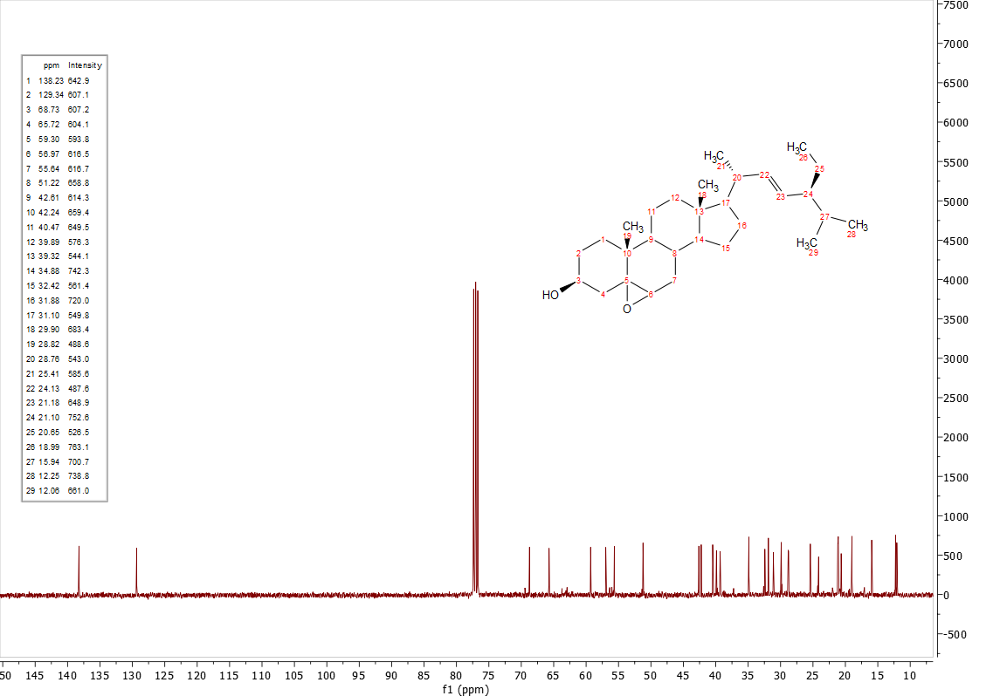 ppm Intensity
1 138.23 642.9
2 129.34 607.1
3 68.73 607.2
4 65.72 604.1
5 59.30 593.8
6 56.97 616.5
7 55.64 616.7
8 51.22 658.8
9 42.61 614.3
10 42.24 659.4
11 40.47 649.5
12 39.89 576.3
13 39.32 544.1
14 34.88 742.3
15 32.42 561.4
16 31.88 720.0
17 31.10 549.8
18 29.90 683.4
19 28.82 488.6
20 28.76 543.0
21 25.41 585.6
22 24.13 487.6
23 21.18 648.9
24 21.10 752.6
25 20.65 526.5
26 18.99 763.1
27 15.94 700.7
28 12.25 738.8
29 12.06 661.0
H3C
26
H3C
21
25
20
22
CH3
18
23
24
12
17
11
13
27
CH3
28
CH3
19
16
1
9
14
15
H3C
29
2
10
8
HO
3
5
7
4
6
O
7500
7000
6500
6000
5500
5000
4500
4000
3500
3000
2500
2000
1500
1000
500
0
-500
50 145 140 135 130 125 120 115 110 105 100 95 90 85 80 75 70 65 60 55 50 45 40 35 30 25 20 15 10
f1 (ppm)